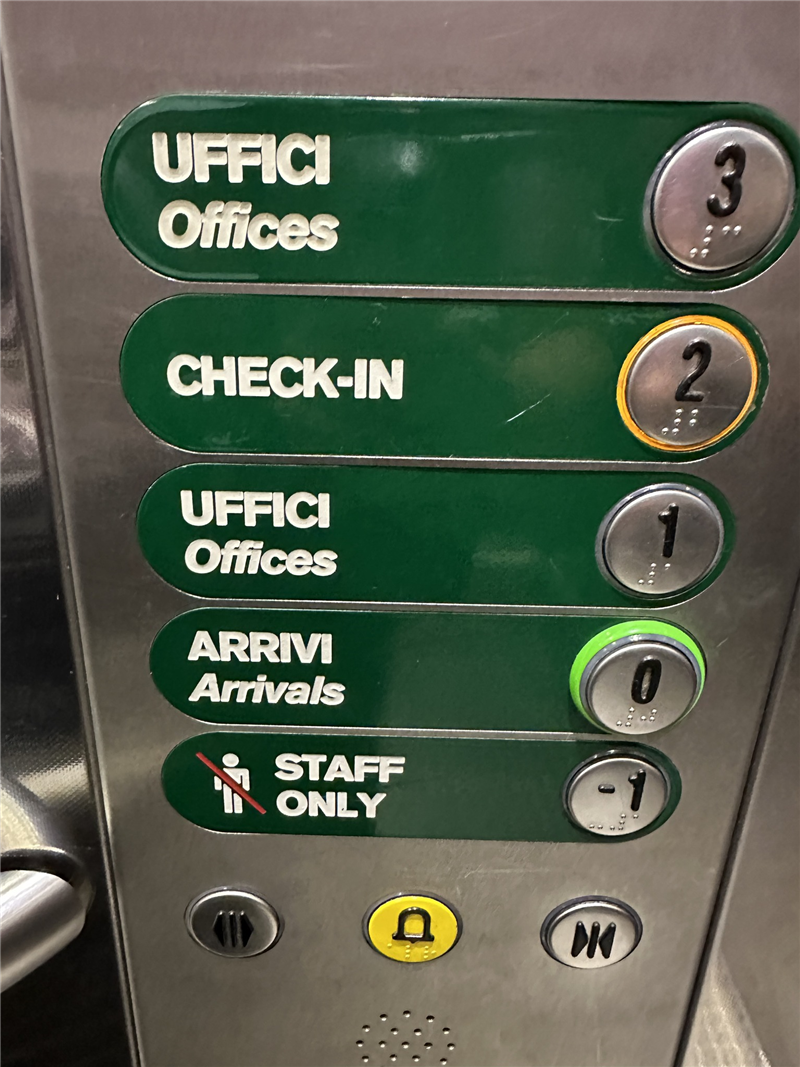 UFFICI
Offices
3
CHECK-IN
2
UFFICI
Offices
1
ARRIVI
Arrivals
0
STAFF
ONLY
-1